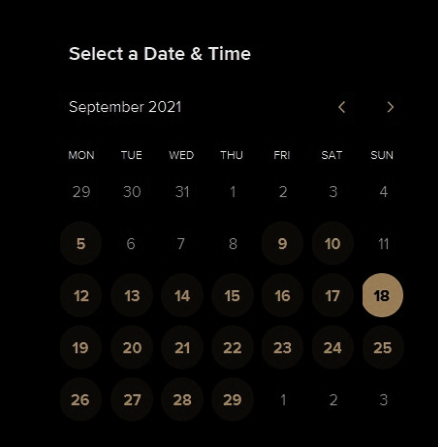 Select a Date & Time
September 2021
MON TUE WED THU FRI SAT SUN
29 30 31 1 2 3 4
5 6 7 8 9 10 11
12 13 14 15 16 17 18
19 20 21 22 23 24 25
26 27 28 29 1 2 3